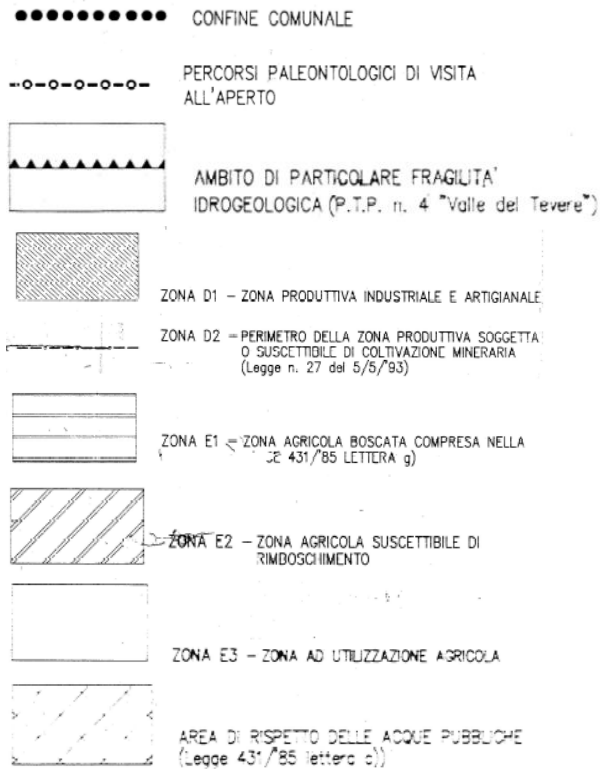 CONFINE COMUNALE
PERCORSI PALEONTOLOGICI DI VISITA
ALL'APERTO
AMBITO DI PARTICOLARE FRAGILITA'
IDROGEOLOGICA (P.T.P. n. 4 "Valle del Tevere")
ZONA D1 – ZONA PRODUTTIVA INDUSTRIALE E ARTIGIANALE
ZONA D2 – PERIMETRO DELLA ZONA PRODUTTIVA SOGGETTA
O SUSCETTIBILE DI COLTIVAZIONE MINERARIA
(Legge n. 27 del 5/5/'93)
ZONA E1 – ZONA AGRICOLA BOSCATA COMPRESA NELLA
431/'85 LETTERA g)
ZONA E2 – ZONA AGRICOLA SUSCETTIBILE DI
RIMBOSCHIMENTO
ZONA E3 – ZONA AD UTILIZZAZIONE AGRICOLA
AREA DI RISPETTO DELLE ACQUE PUBBLICHE
(Legge 431/'85 lettera c))